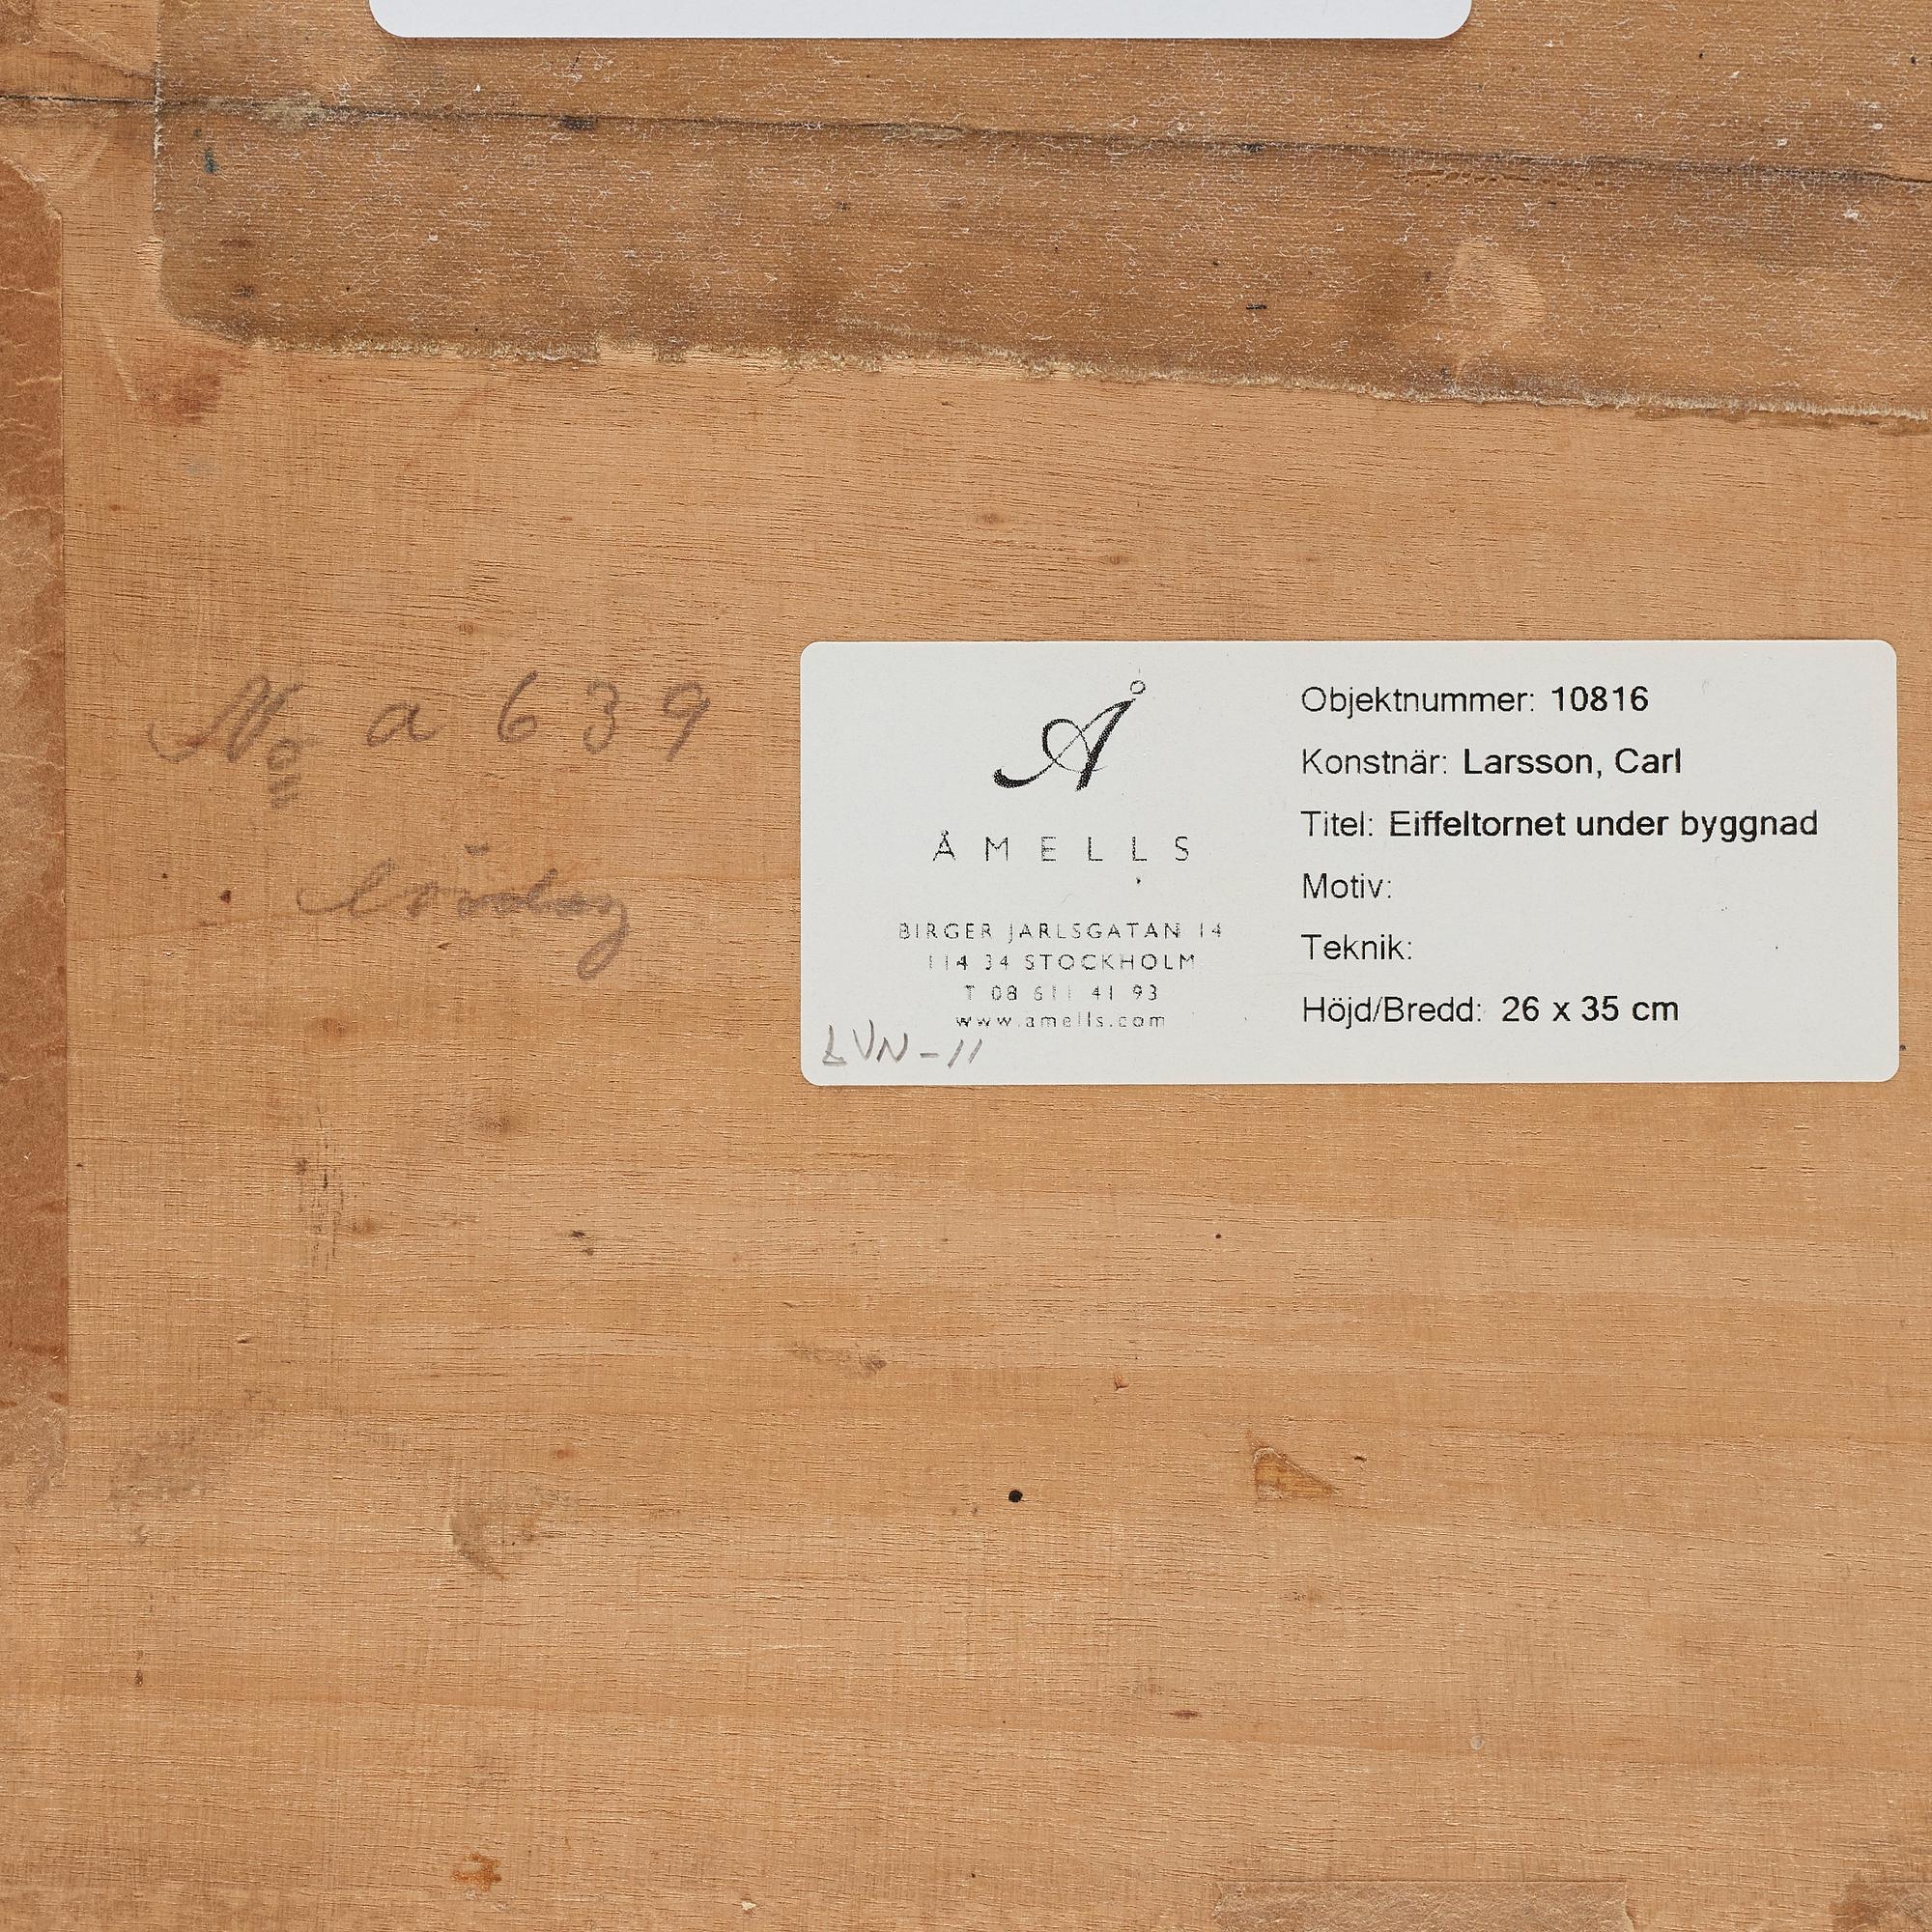 No a 639
Lördag
Å
ÅMELLS
BIRGER JARLSGATAN 14
114 34 STOCKHOLM
T 08 611 41 93
www.amells.com
LVN-11
Objektnummer: 10816
Konstnär: Larsson, Carl
Titel: Eiffeltornet under byggnad
Motiv:
Teknik:
Höjd/Bredd: 26 x 35 cm